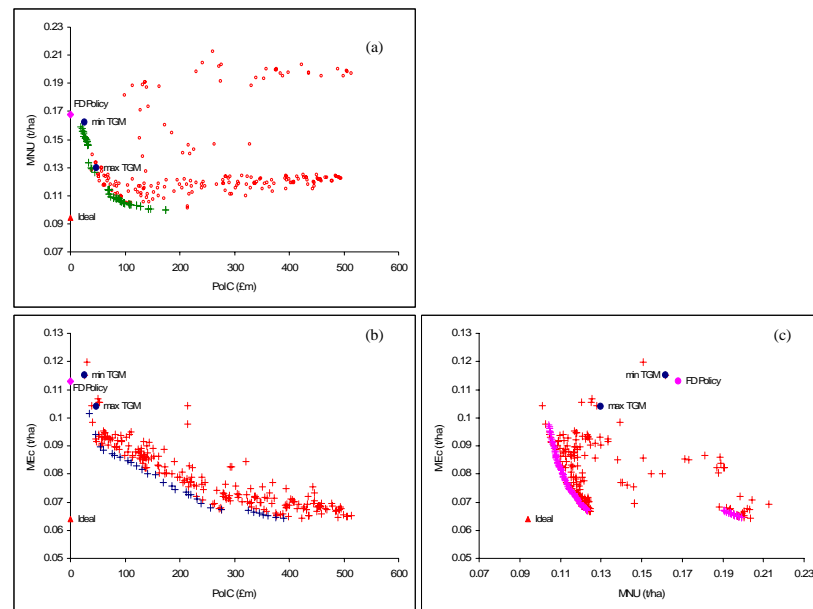 0.23
0.21
0.19
0.17
0.15
0.13
0.11
0.09
0.07
MNU (t/ha)
(a)
FD Policy
min TGM
max TGM
Ideal
0 100 200 300 400 500 600
PolC (£m)
0.13
0.12
0.11
0.1
0.09
0.08
0.07
0.06
0.05
MEc (t/ha)
(b)
min TGM
FD Policy
max TGM
Ideal
0 100 200 300 400 500 600
PolC (£m)
0.13
0.12
0.11
0.1
0.09
0.08
0.07
0.06
0.05
MEc (t/ha)
(c)
min TGM
FD Policy
max TGM
Ideal
0.07 0.09 0.11 0.13 0.15 0.17 0.19 0.21 0.23
MNU (t/ha)